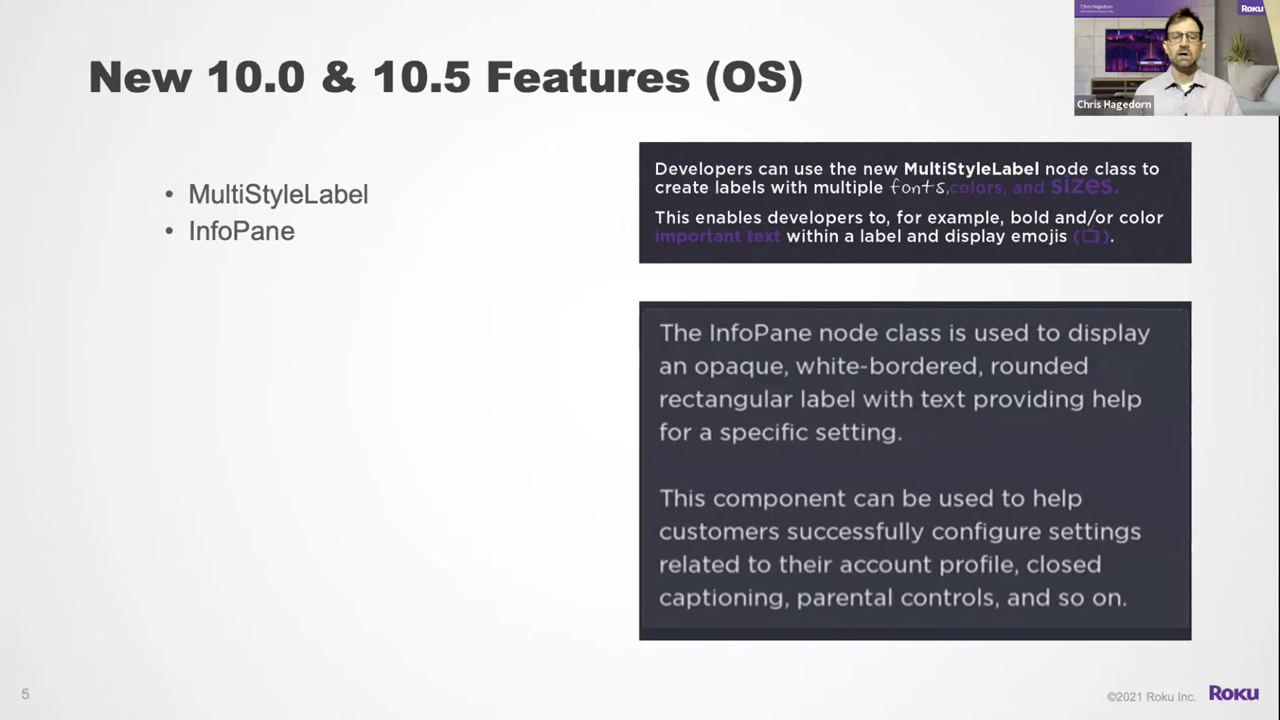 Chris Hagedorn
Roku
Chris Hagedorn
New 10.0 & 10.5 Features (OS)
• MultiStyleLabel
• InfoPane
Developers can use the new MultiStyleLabel node class to
create labels with multiple fonts,colors, and sizes.
This enables developers to, for example, bold and/or color
important text within a label and display emojis ( ).
The InfoPane node class is used to display
an opaque, white-bordered, rounded
rectangular label with text providing help
for a specific setting.
This component can be used to help
customers successfully configure settings
related to their account profile, closed
captioning, parental controls, and so on.
5
©2021 Roku Inc.
Roku